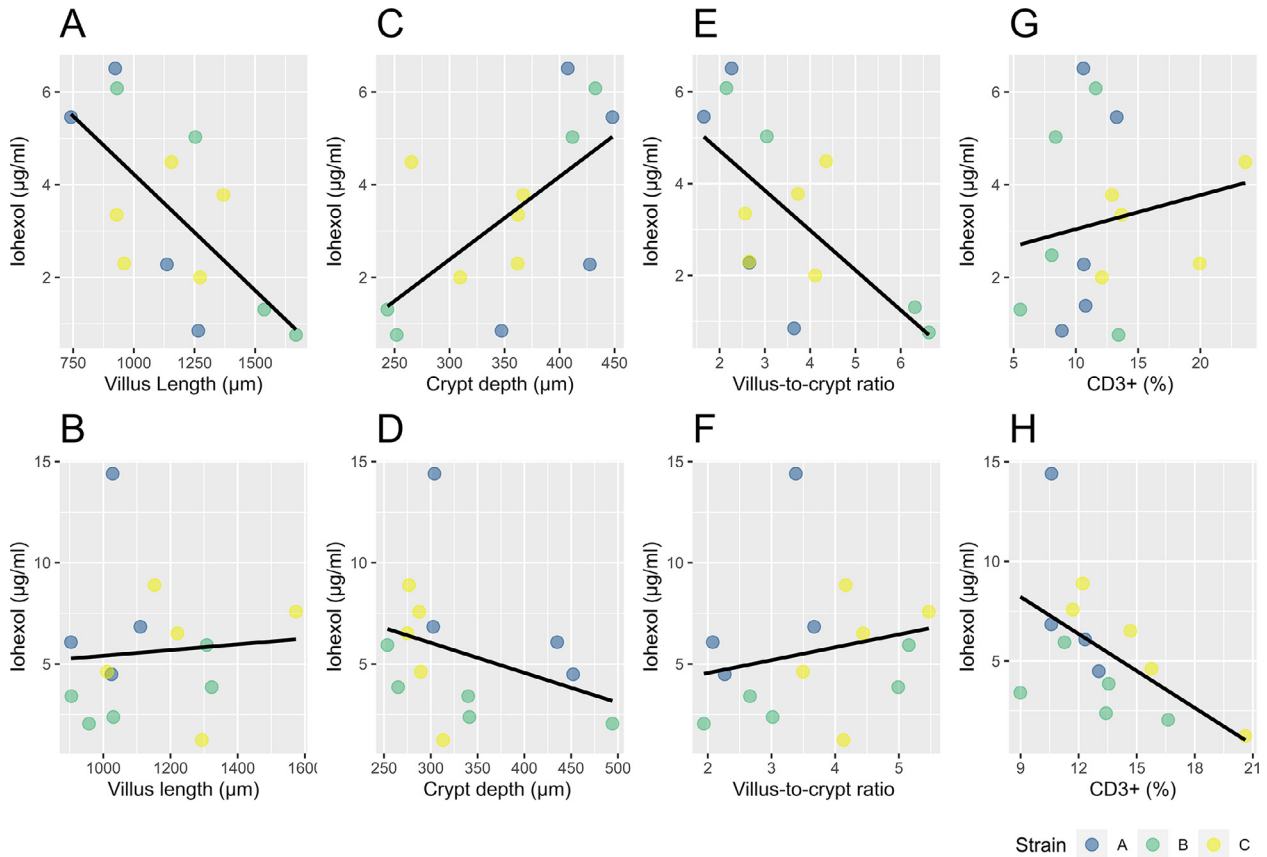 A C E G
6 6 6 6
4 4 4 4
2 2 2 2
Iohexol (µg/ml) Iohexol (µg/ml) Iohexol (µg/ml) Iohexol (µg/ml)
750 1000 1250 1500 250 300 350 400 450 2 3 4 5 6 5 10 15 20
Villus Length (µm) Crypt depth (µm) Villus-to-crypt ratio CD3+ (%)
B D F H
15 15 15 15
10 10 10 10
5 5 5 5
Iohexol (µg/ml) Iohexol (µg/ml) Iohexol (µg/ml) Iohexol (µg/ml)
1000 1200 1400 1600 250 300 350 400 450 500 2 3 4 5 9 12 15 18 21
Villus length (µm) Crypt depth (µm) Villus-to-crypt ratio CD3+ (%)
Strain A B C